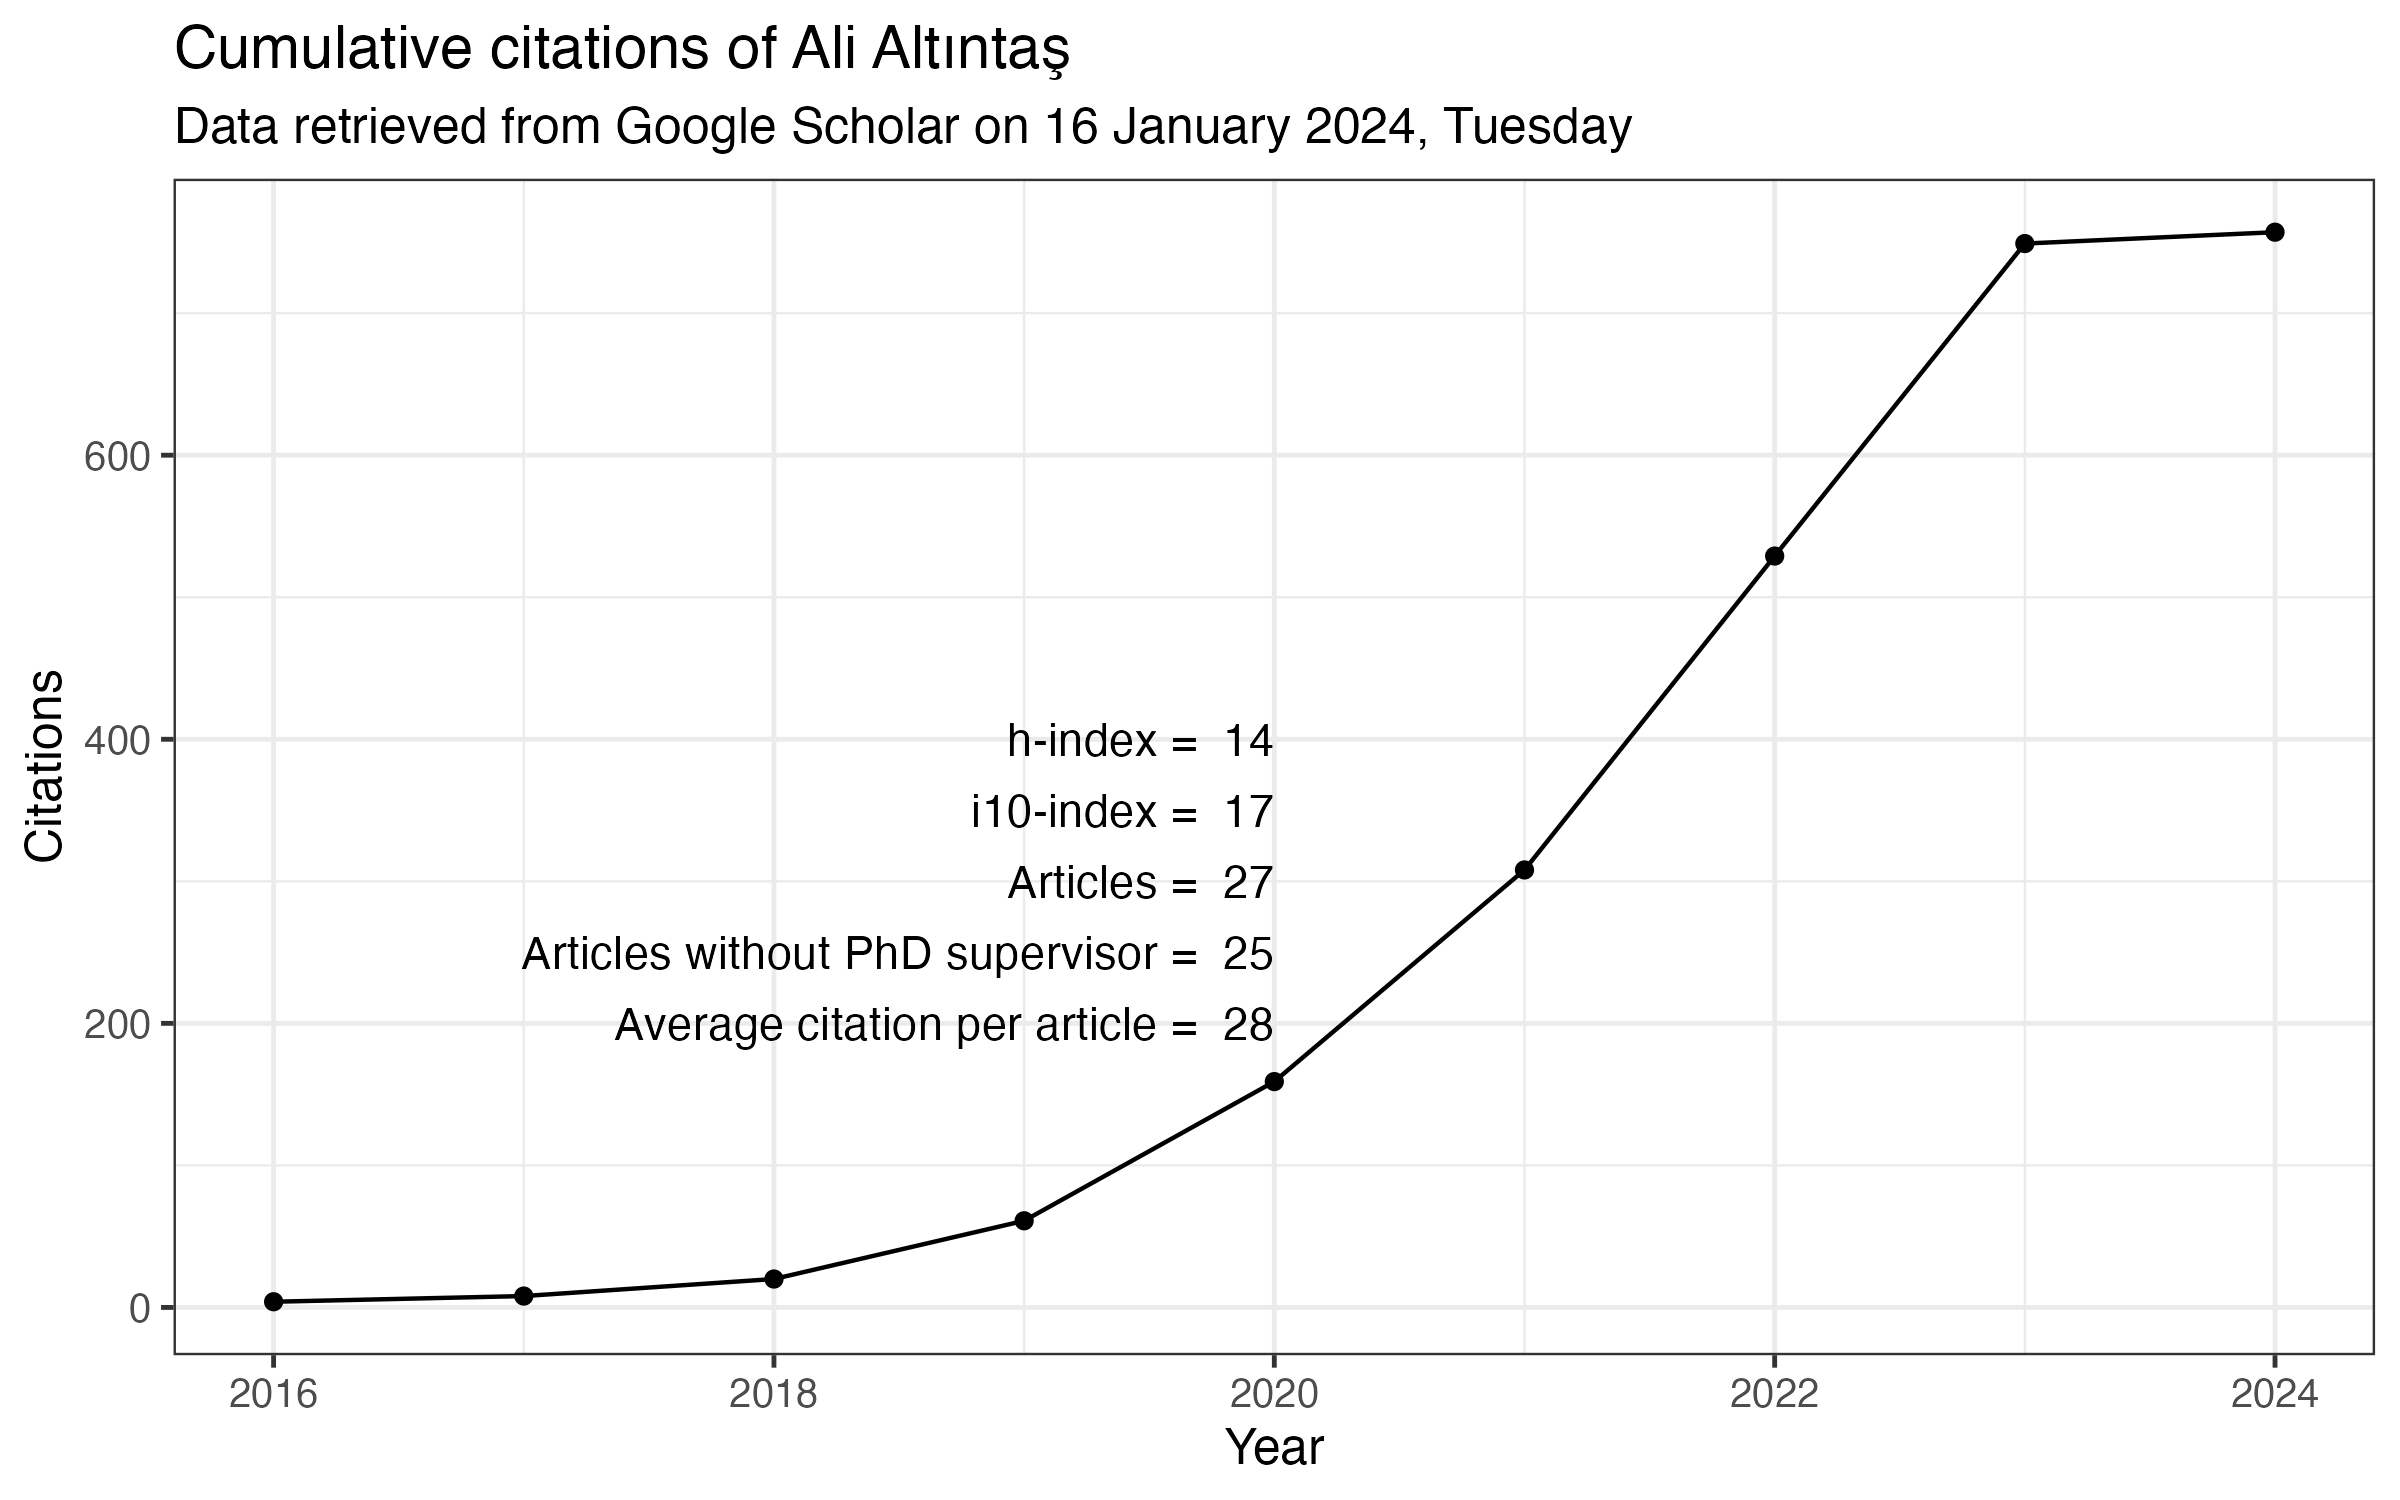 Cumulative citations of Ali Altıntaş
Data retrieved from Google Scholar on 16 January 2024, Tuesday
Citations
600
400
200
0
h-index = 14
i10-index = 17
Articles = 27
Articles without PhD supervisor = 25
Average citation per article = 28
2016 2018 2020 2022 2024
Year